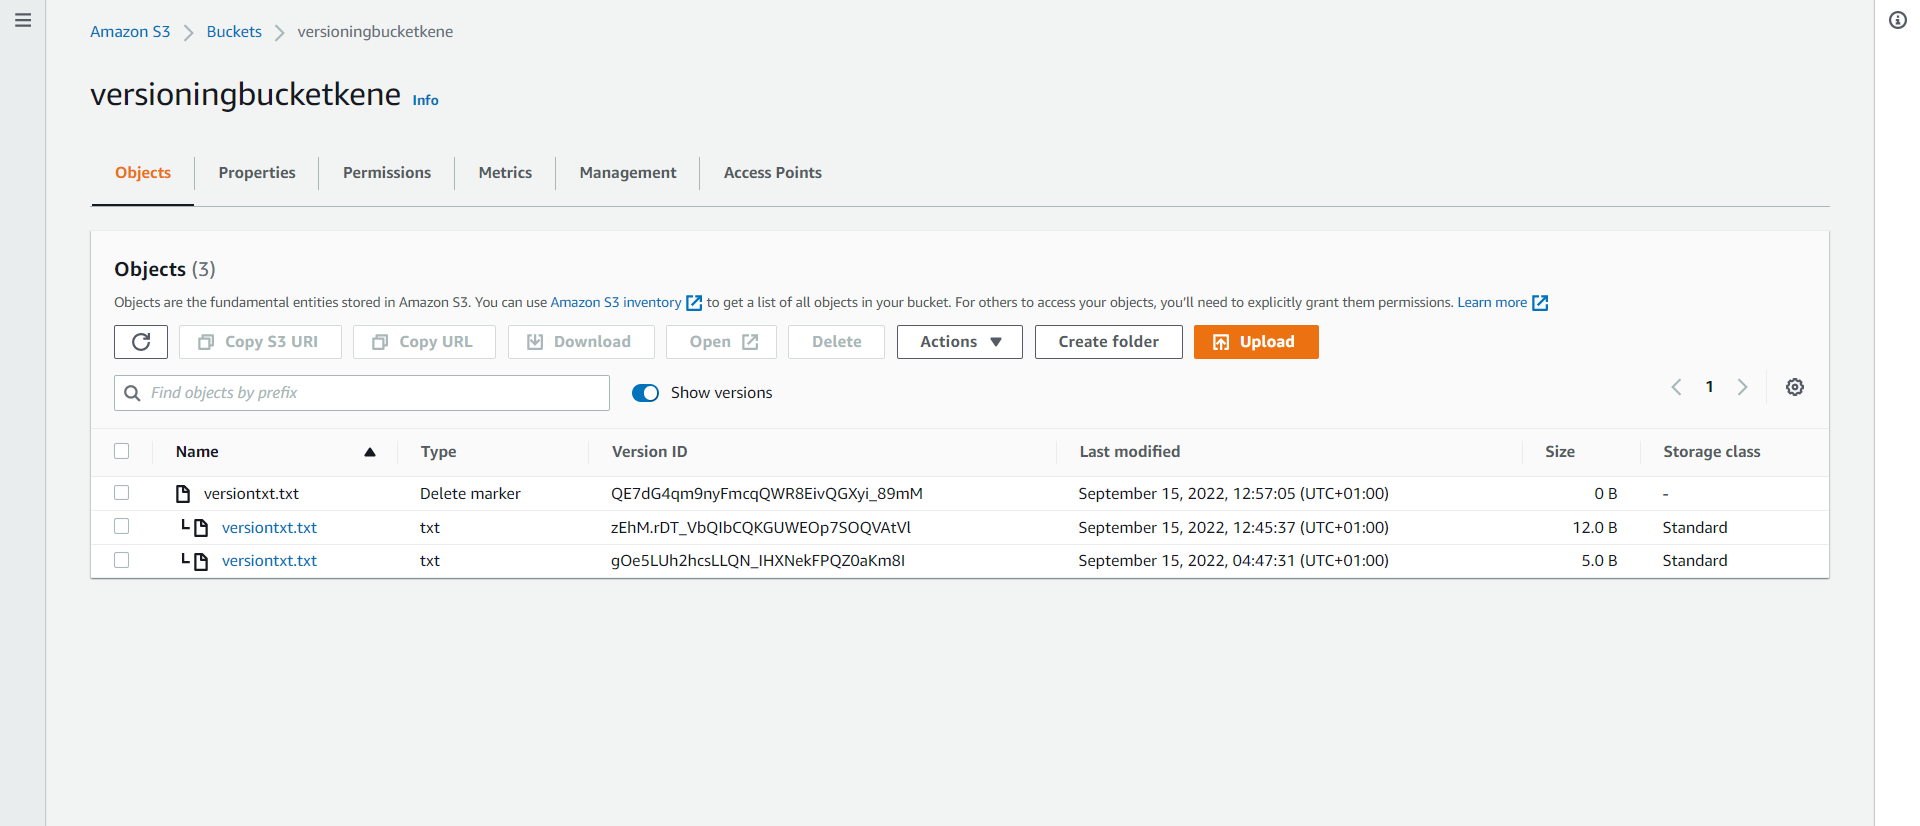 Amazon S3 Buckets versioningbucketkene
versioningbucketkene Info
Objects Properties Permissions Metrics Management Access Points
Objects (3)
Objects are the fundamental entities stored in Amazon S3. You can use Amazon S3 inventory to get a list of all objects in your bucket. For others to access your objects, you'll need to explicitly grant them permissions. Learn more
Copy S3 URI Copy URL Download Open Delete Actions Create folder Upload
Find objects by prefix Show versions 1
Name Type Version ID Last modified Size Storage class
versiontxt.txt Delete marker QE7dG4qm9nyFmcqQWR8EivQGXyi_89mM September 15, 2022, 12:57:05 (UTC+01:00) 0 B -
versiontxt.txt txt zEhM.rDT_VbQIbCQKGUWEOp7SOQVAtVl September 15, 2022, 12:45:37 (UTC+01:00) 12.0 B Standard
versiontxt.txt txt gOe5LUh2hcsLLQN_IHXNekFPQZ0aKm8I September 15, 2022, 04:47:31 (UTC+01:00) 5.0 B Standard